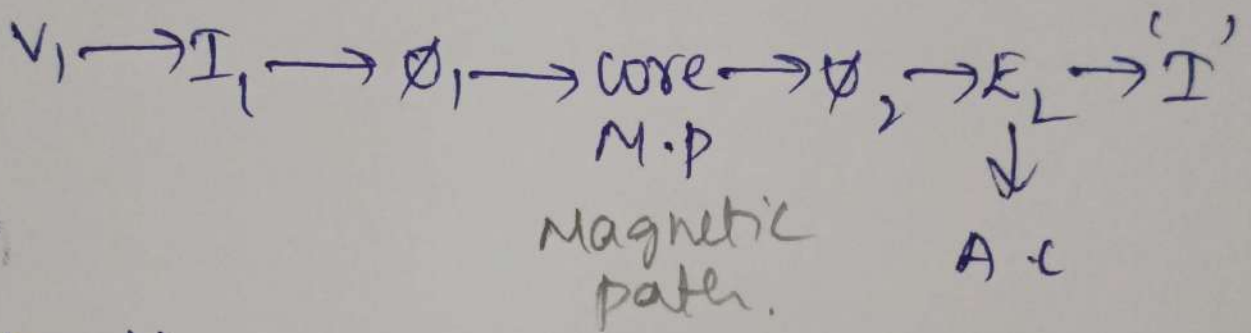 V₁ → I₁ → Ø₁ → core → Ø₂ → E₂ → 'I'
M.P
↓
Magnetic
A.C
path.